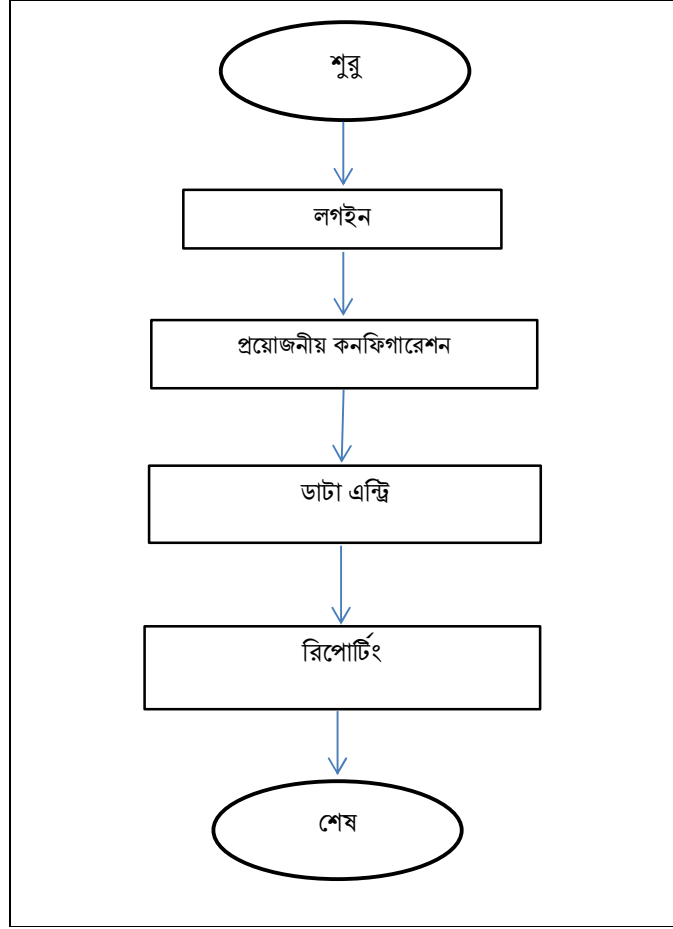 শুরু
লগইন
প্রয়োজনীয় কনফিগারেশন
ডাটা এন্ট্রি
রিপোর্টিং
শেষ